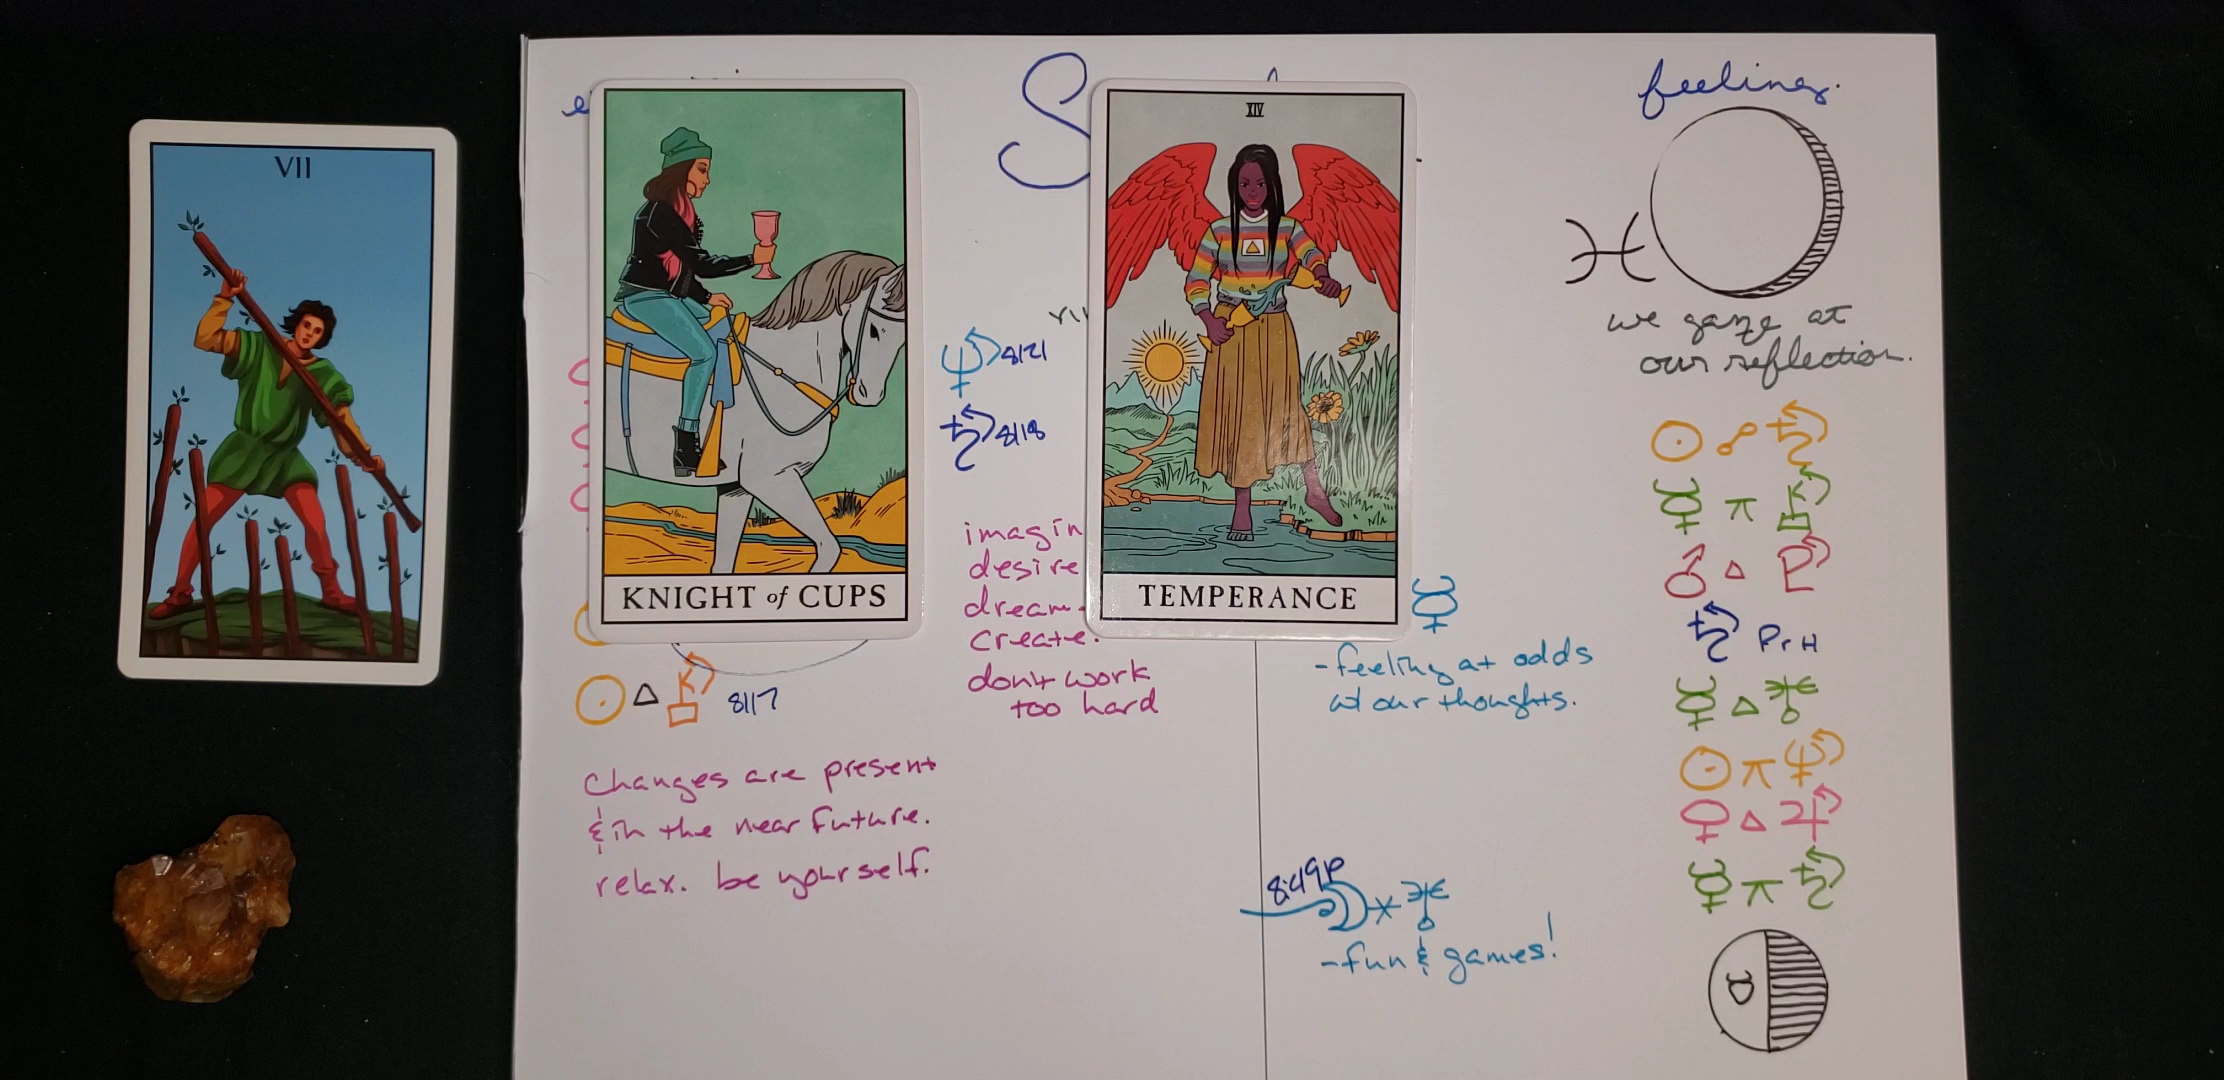 VII
KNIGHT of CUPS
XIV
TEMPERANCE
feelings.
we gaze at
our reflection.
8/21
8/18
imagin
desire
dream.
create.
don't work
too hard
8/17
changes are present
& in the near future.
relax. be yourself.
-feeling at odds
w/ our thoughts.
8:49p
-fun & games!
Pr H